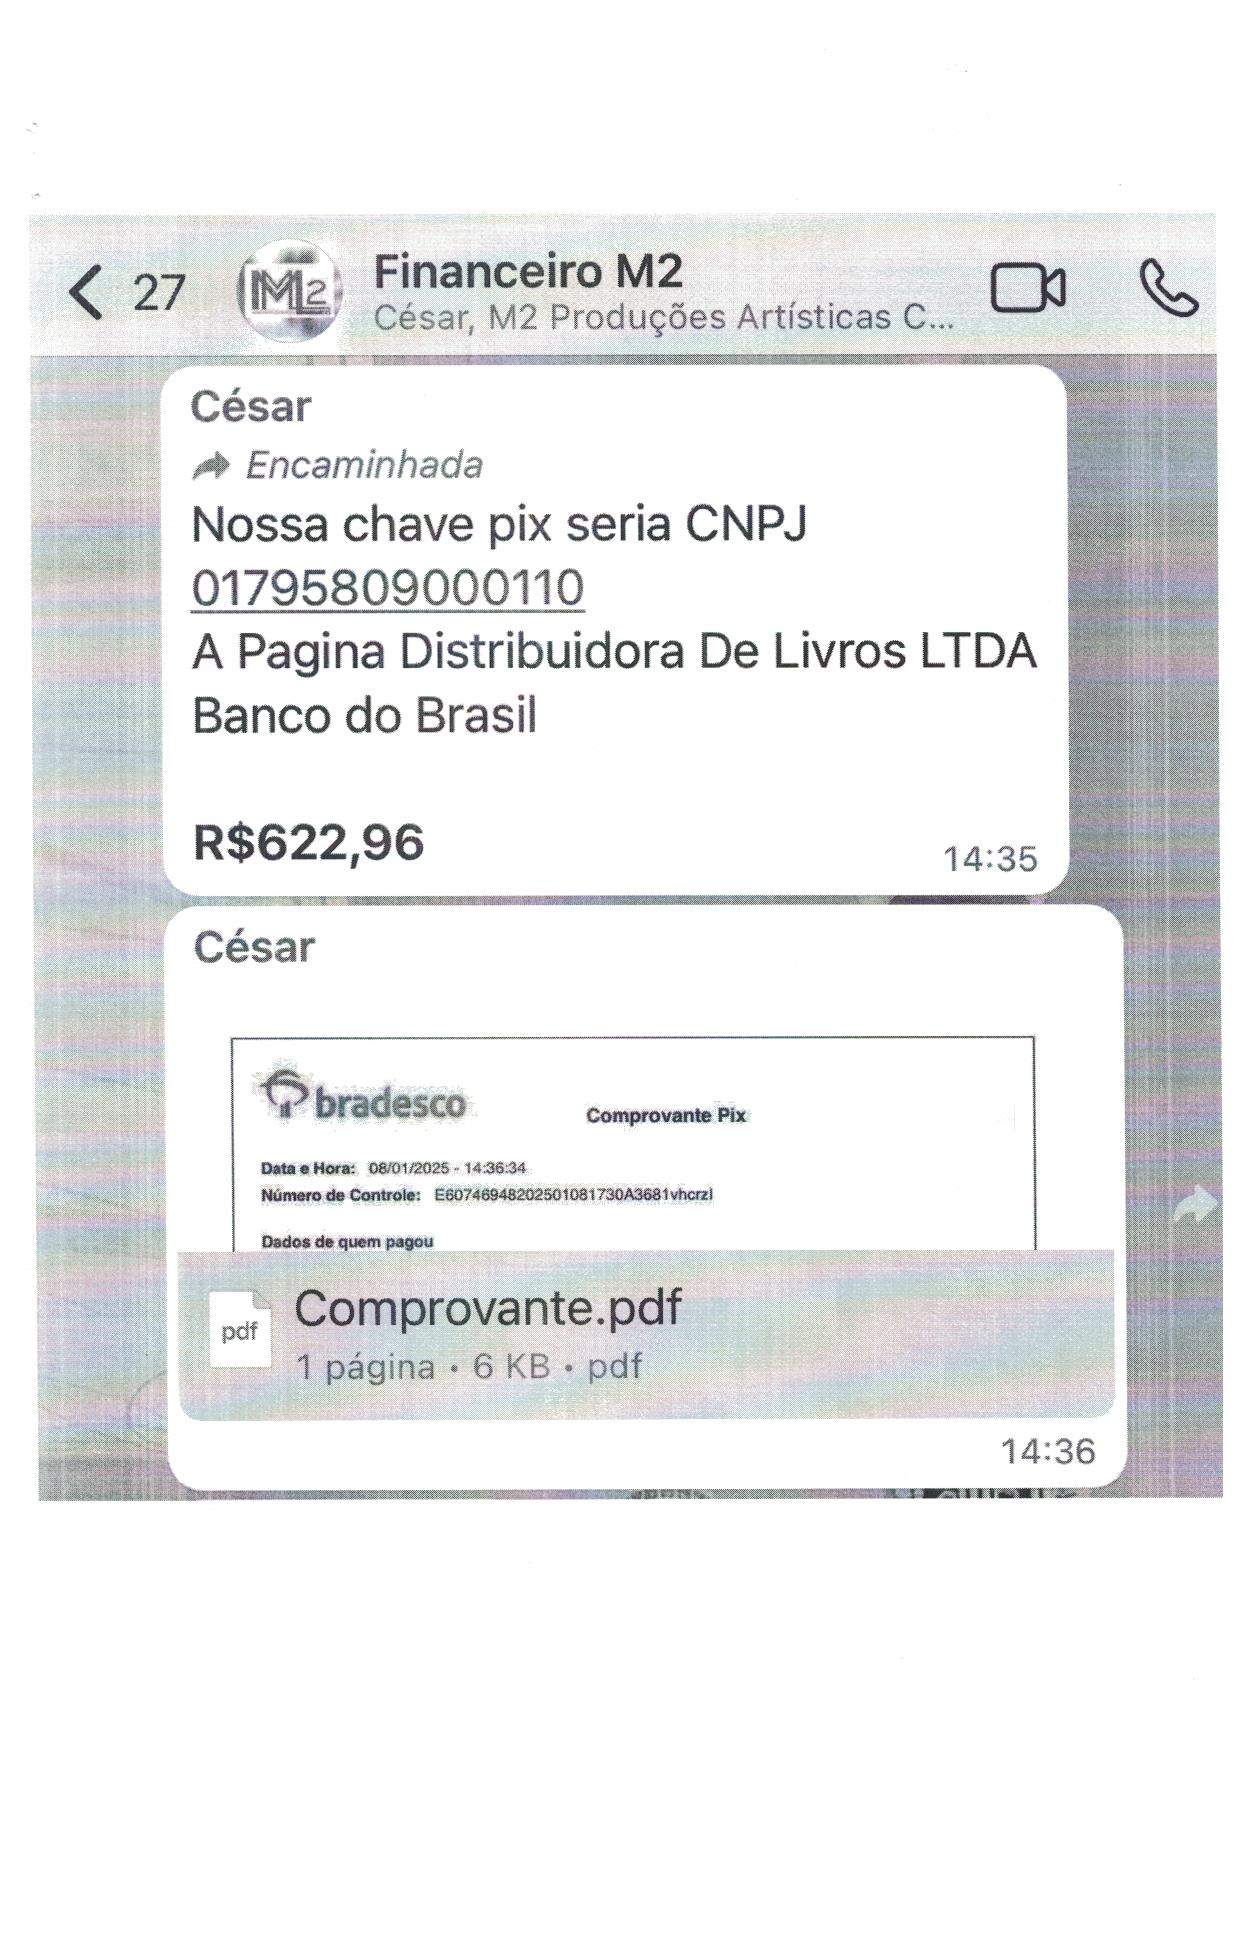 27
M2
Financeiro M2
César, M2 Produções Artísticas C...
César
Encaminhada
Nossa chave pix seria CNPJ
01795809000110
A Pagina Distribuidora De Livros LTDA
Banco do Brasil
R$622,96
14:35
César
bradesco
Comprovante Pix
Data e Hora: 08/01/2025 - 14:36:34
Número de Controle: E60746948202501081730A3681vhcrzl
Dados de quem pagou
pdf
Comprovante.pdf
1 página • 6 KB • pdf
14:36